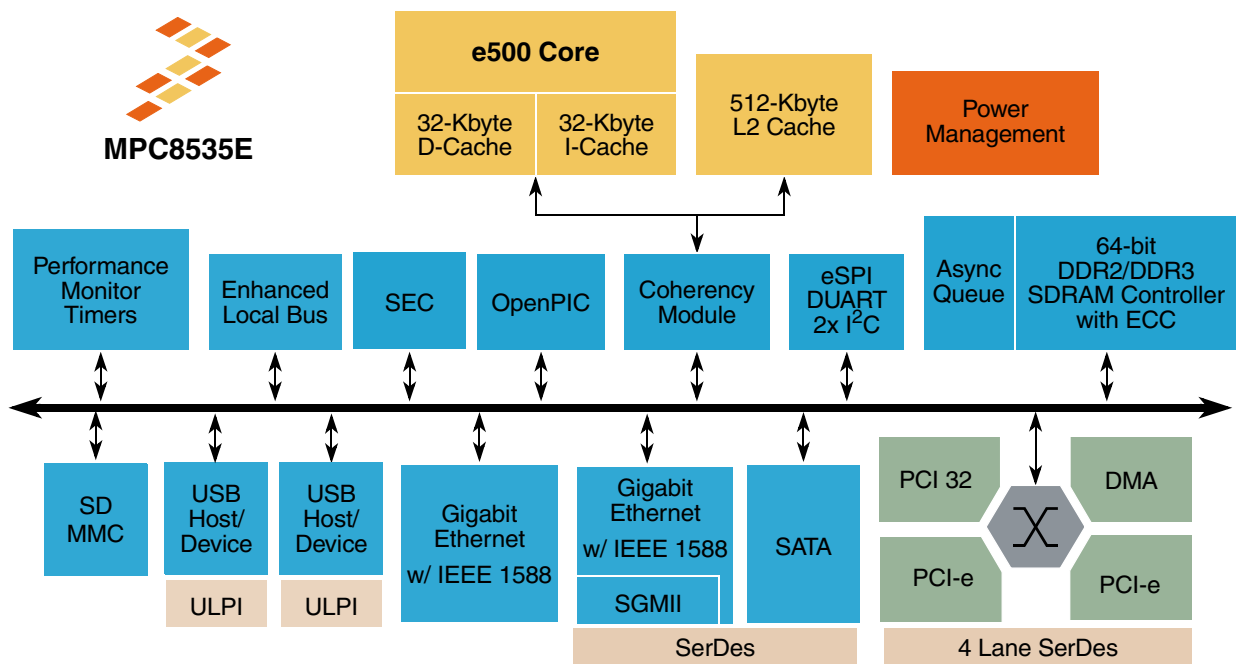 MPC8535E
e500 Core
32-Kbyte
D-Cache
32-Kbyte
I-Cache
512-Kbyte
L2 Cache
Power
Management
Performance
Monitor
Timers
Enhanced
Local Bus
SEC
OpenPIC
Coherency
Module
eSPI
DUART
2x I²C
Async
Queue
64-bit
DDR2/DDR3
SDRAM Controller
with ECC
SD
MMC
USB
Host/
Device
ULPI
USB
Host/
Device
ULPI
Gigabit
Ethernet
w/ IEEE 1588
Gigabit
Ethernet
w/ IEEE 1588
SGMII
SATA
SerDes
PCI 32
DMA
PCI-e
PCI-e
4 Lane SerDes